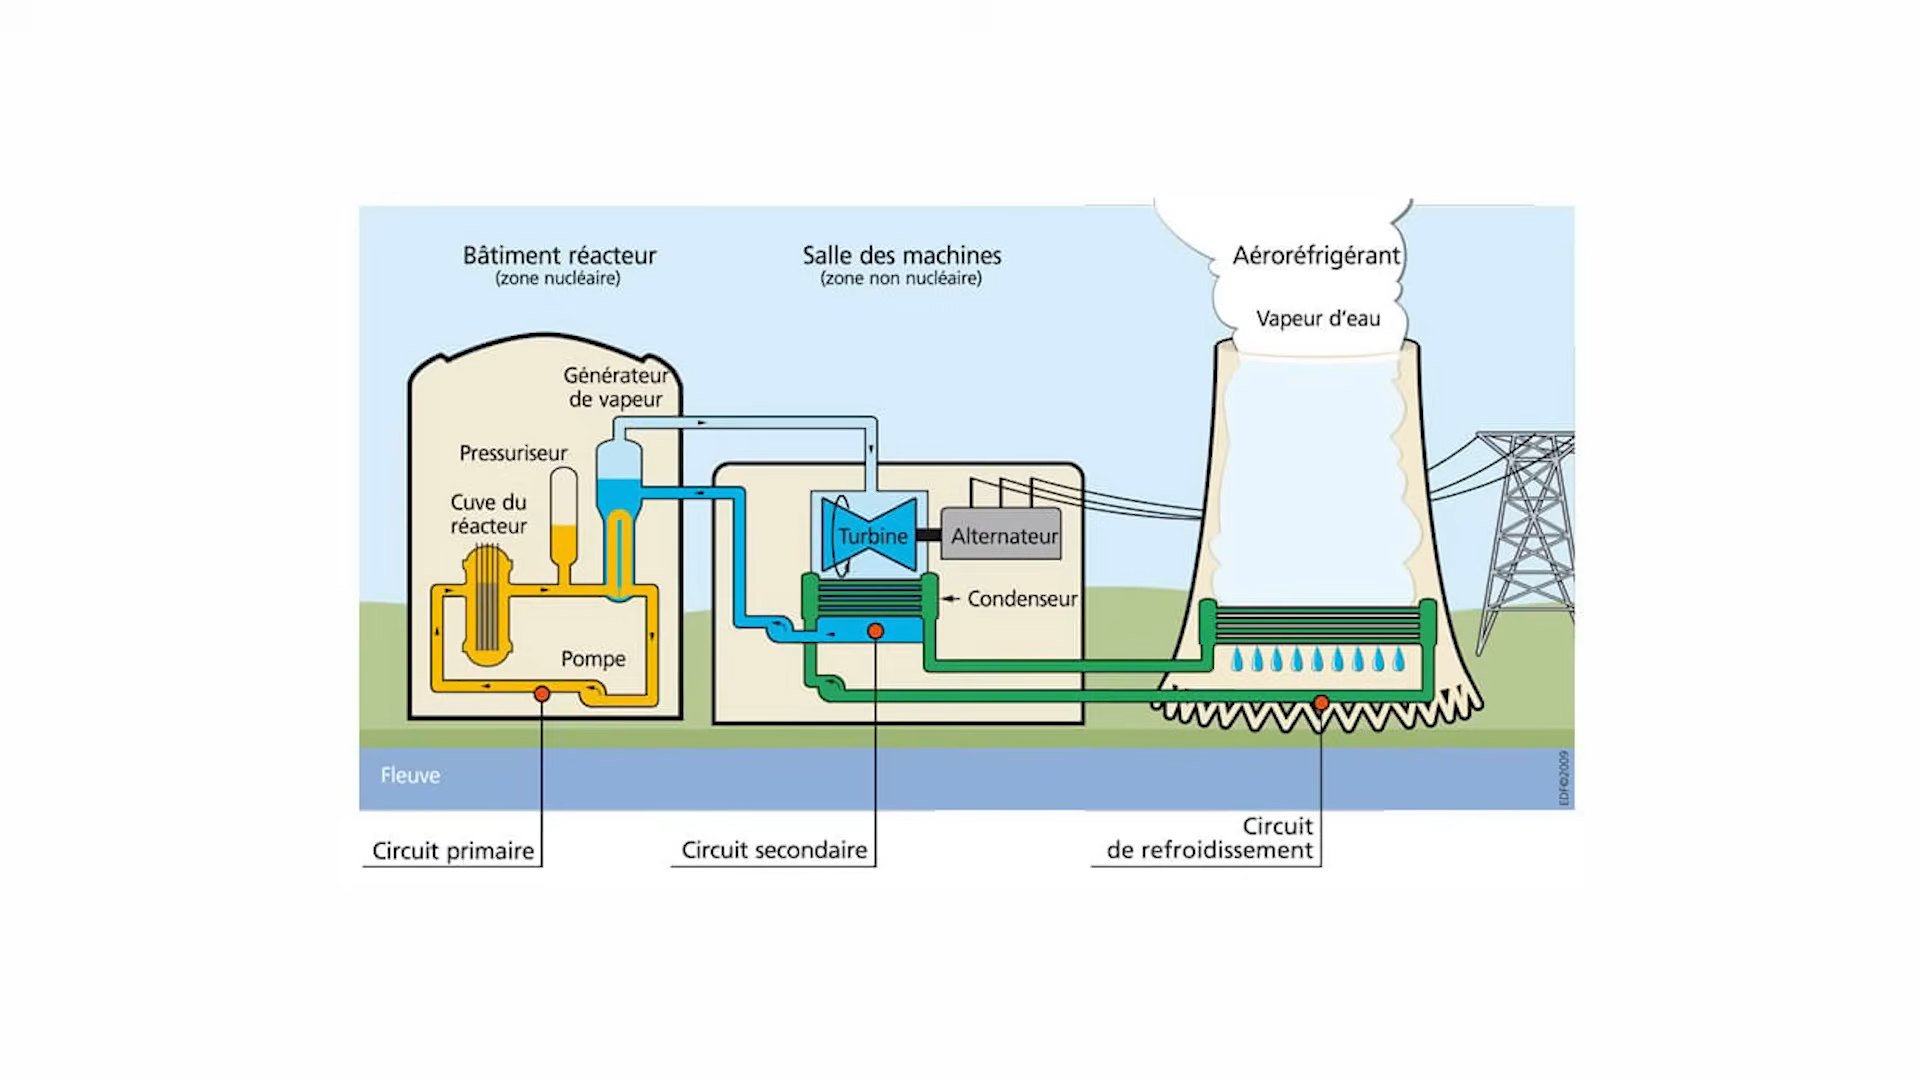 Bâtiment réacteur
(zone nucléaire)
Salle des machines
(zone non nucléaire)
Aéroréfrigérant
Vapeur d'eau
Générateur
de vapeur
Pressuriseur
Cuve du
réacteur
Turbine
Alternateur
Condenseur
Pompe
Fleuve
EDF©2009
Circuit primaire
Circuit secondaire
Circuit
de refroidissement